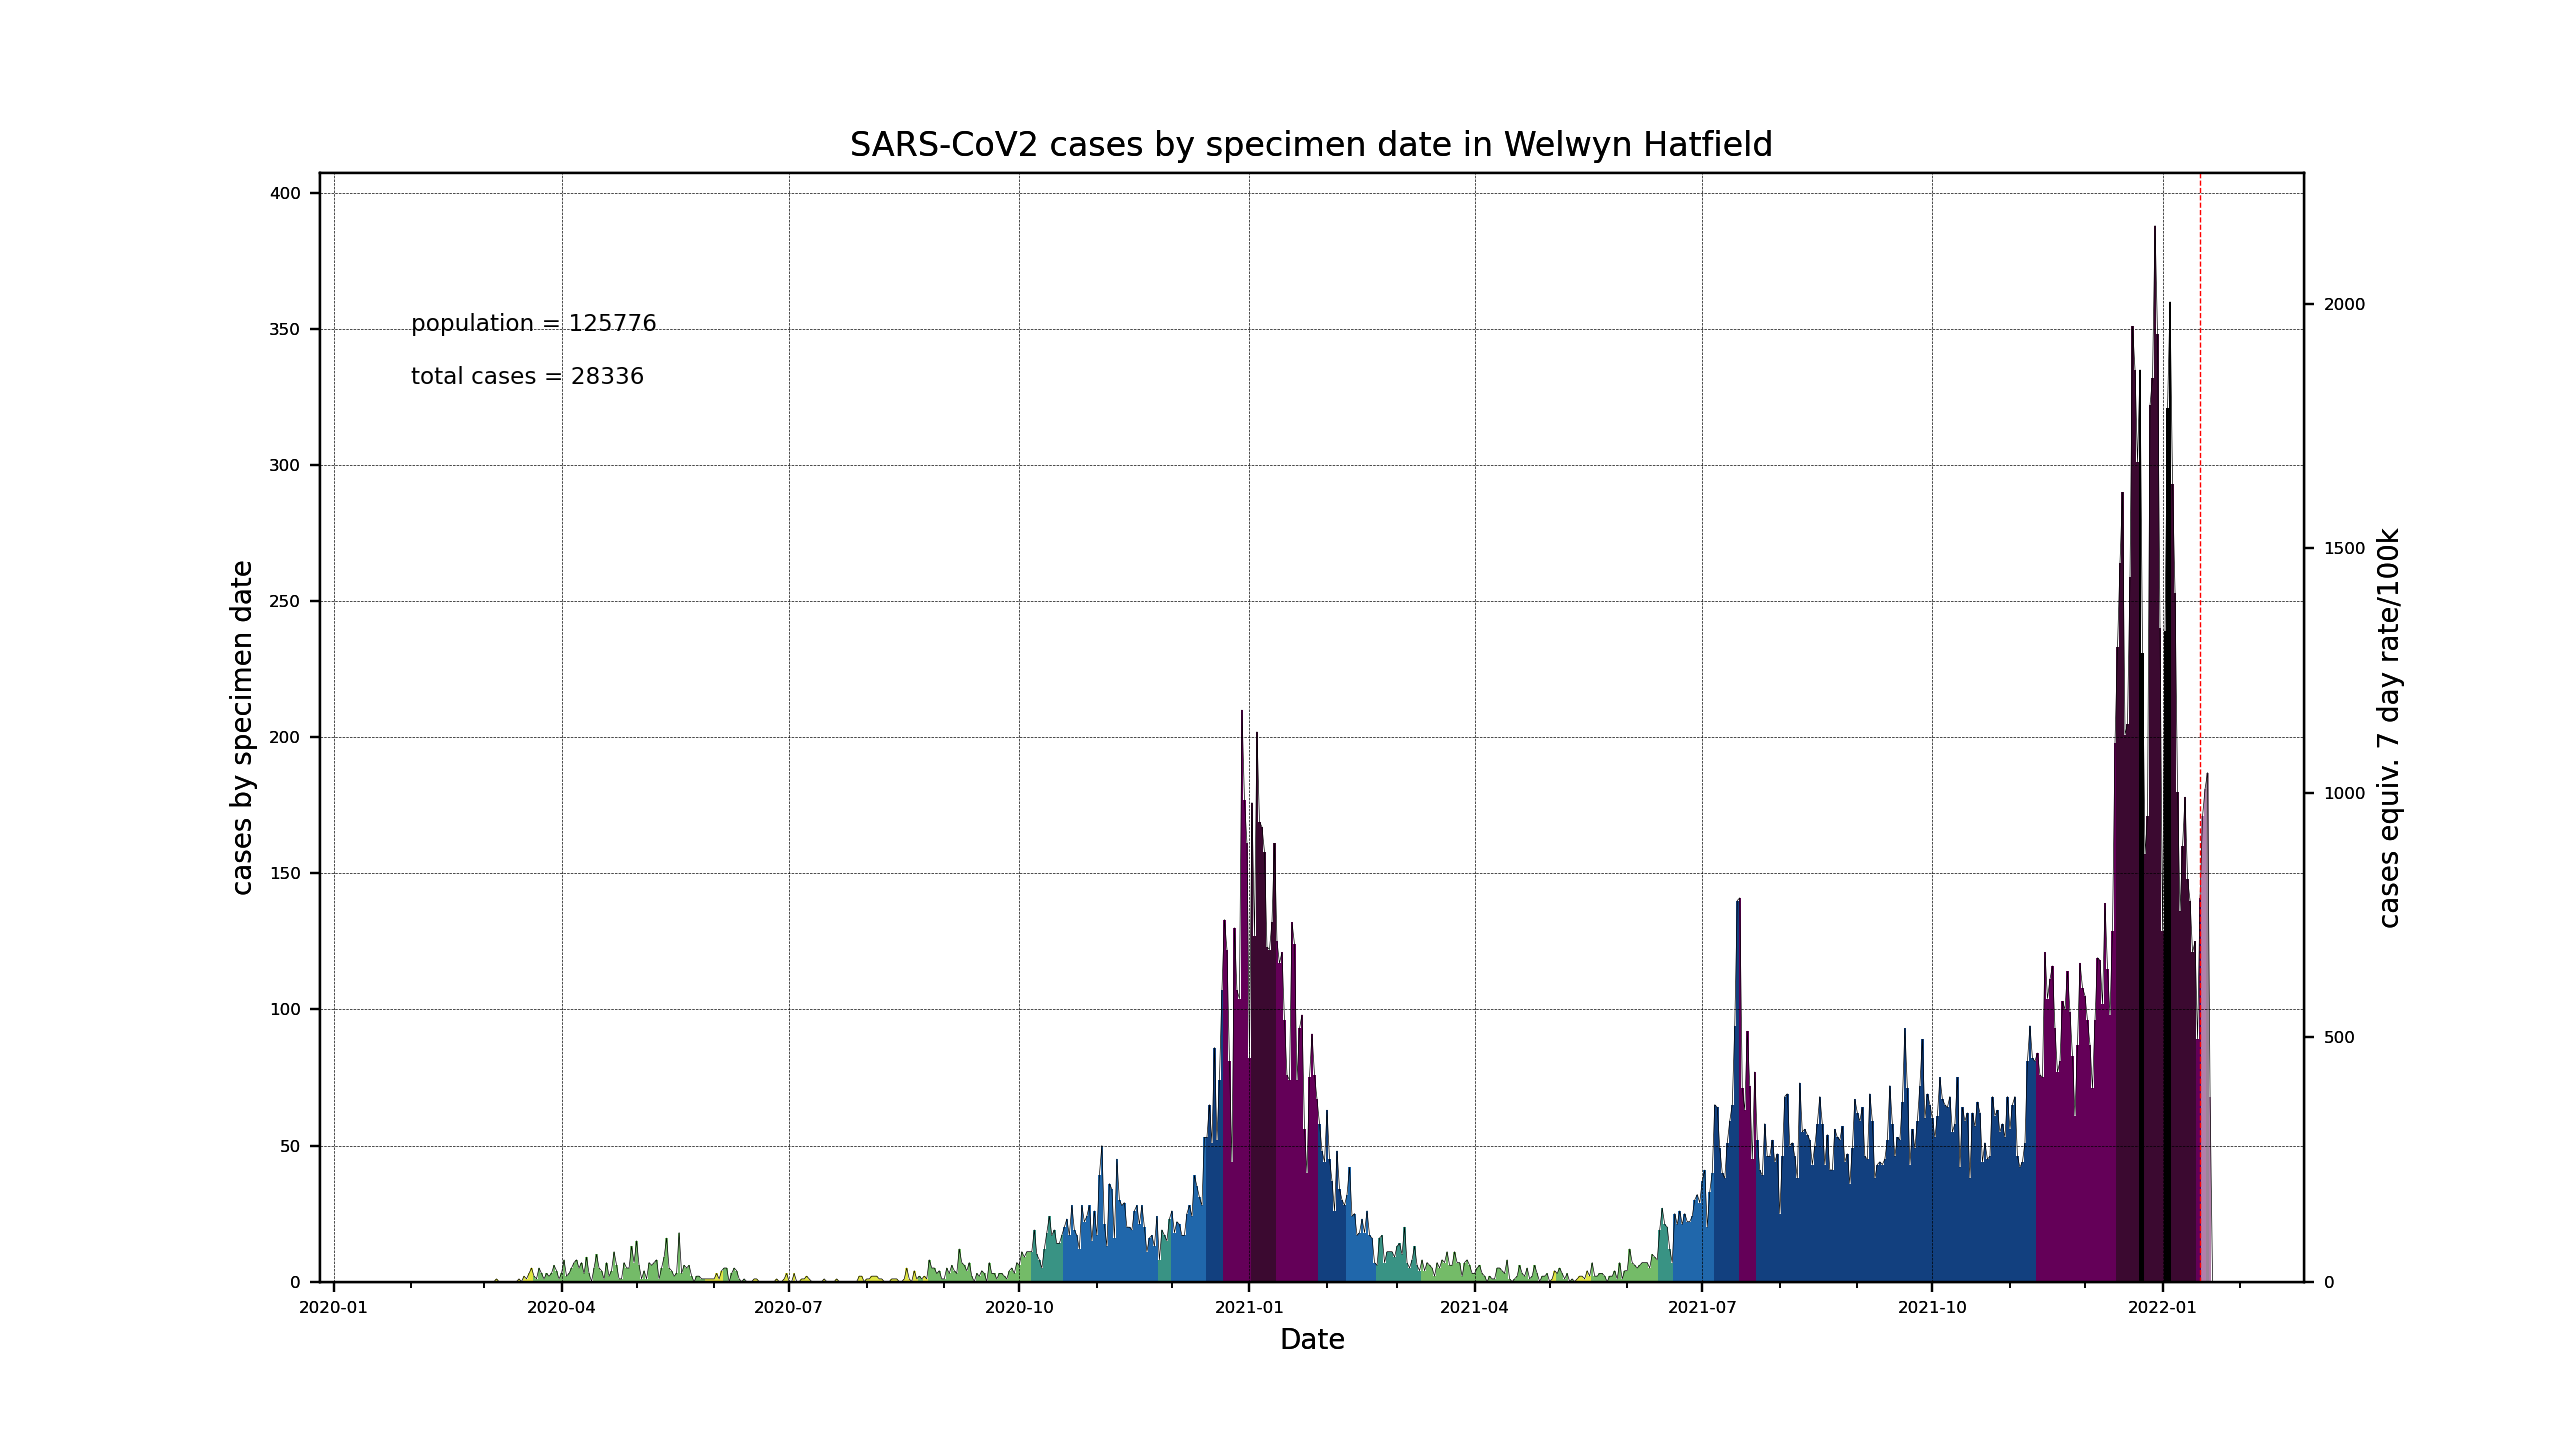 SARS-CoV2 cases by specimen date in Welwyn Hatfield
cases by specimen date
400
350
300
250
200
150
100
50
0
population = 125776
total cases = 28336
2000
1500
1000
500
0
cases equiv. 7 day rate/100k
2020-01 2020-04 2020-07 2020-10 2021-01 2021-04 2021-07 2021-10 2022-01
Date